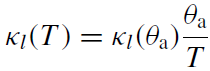 κ_l(T) = κ_l(θ_a) θ_a/T